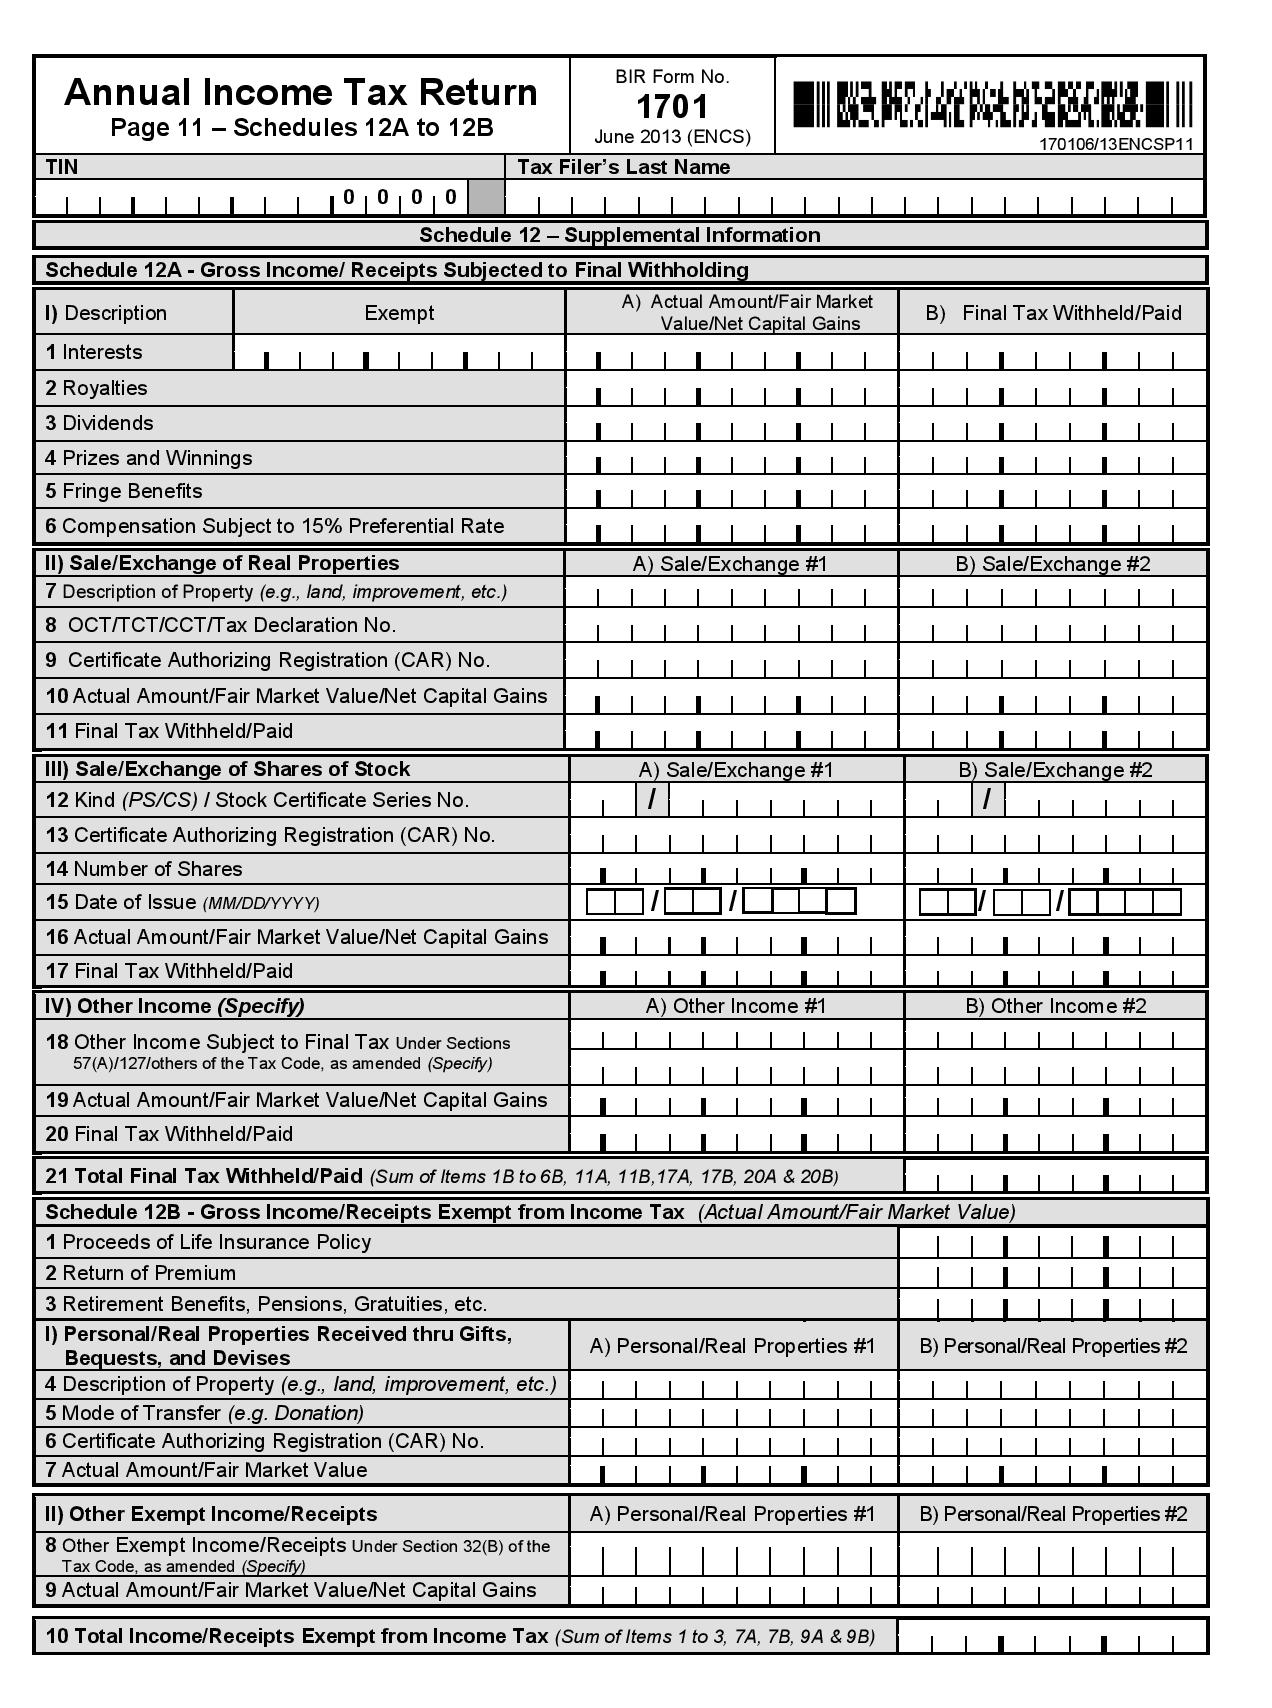 Annual Income Tax Return
Page 11 – Schedules 12A to 12B
BIR Form No.
1701
June 2013 (ENCS)
170106/13ENCSP11
TIN
Tax Filer's Last Name
0 0 0 0
Schedule 12 – Supplemental Information
Schedule 12A - Gross Income/ Receipts Subjected to Final Withholding
I) Description
Exempt
A) Actual Amount/Fair Market
Value/Net Capital Gains
B) Final Tax Withheld/Paid
1 Interests
2 Royalties
3 Dividends
4 Prizes and Winnings
5 Fringe Benefits
6 Compensation Subject to 15% Preferential Rate
II) Sale/Exchange of Real Properties
A) Sale/Exchange #1
B) Sale/Exchange #2
7 Description of Property (e.g., land, improvement, etc.)
8 OCT/TCT/CCT/Tax Declaration No.
9 Certificate Authorizing Registration (CAR) No.
10 Actual Amount/Fair Market Value/Net Capital Gains
11 Final Tax Withheld/Paid
III) Sale/Exchange of Shares of Stock
A) Sale/Exchange #1
B) Sale/Exchange #2
12 Kind (PS/CS) / Stock Certificate Series No.
/
/
13 Certificate Authorizing Registration (CAR) No.
14 Number of Shares
15 Date of Issue (MM/DD/YYYY)
/ /
/ /
16 Actual Amount/Fair Market Value/Net Capital Gains
17 Final Tax Withheld/Paid
IV) Other Income (Specify)
A) Other Income #1
B) Other Income #2
18 Other Income Subject to Final Tax Under Sections
57(A)/127/others of the Tax Code, as amended (Specify)
19 Actual Amount/Fair Market Value/Net Capital Gains
20 Final Tax Withheld/Paid
21 Total Final Tax Withheld/Paid (Sum of Items 1B to 6B, 11A, 11B,17A, 17B, 20A & 20B)
Schedule 12B - Gross Income/Receipts Exempt from Income Tax (Actual Amount/Fair Market Value)
1 Proceeds of Life Insurance Policy
2 Return of Premium
3 Retirement Benefits, Pensions, Gratuities, etc.
I) Personal/Real Properties Received thru Gifts,
Bequests, and Devises
A) Personal/Real Properties #1
B) Personal/Real Properties #2
4 Description of Property (e.g., land, improvement, etc.)
5 Mode of Transfer (e.g. Donation)
6 Certificate Authorizing Registration (CAR) No.
7 Actual Amount/Fair Market Value
II) Other Exempt Income/Receipts
A) Personal/Real Properties #1
B) Personal/Real Properties #2
8 Other Exempt Income/Receipts Under Section 32(B) of the
Tax Code, as amended (Specify)
9 Actual Amount/Fair Market Value/Net Capital Gains
10 Total Income/Receipts Exempt from Income Tax (Sum of Items 1 to 3, 7A, 7B, 9A & 9B)